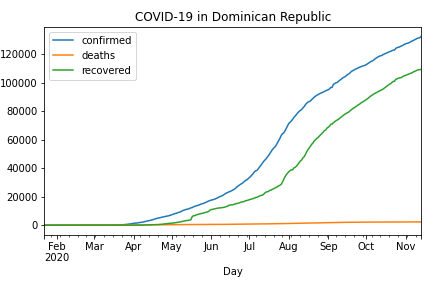 COVID-19 in Dominican Republic
confirmed
deaths
recovered
120000
100000
80000
60000
40000
20000
0
Feb Mar Apr May Jun Jul Aug Sep Oct Nov
2020
Day